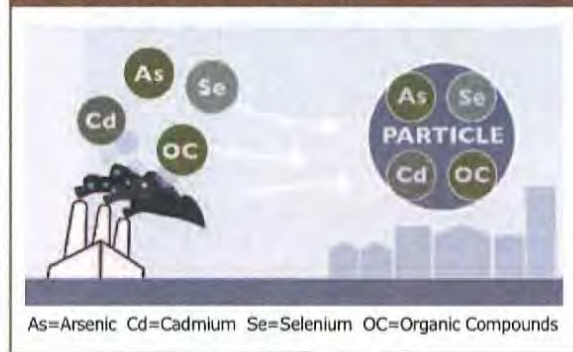 As
Se
Cd
OC
As Se
PARTICLE
Cd OC
As=Arsenic Cd=Cadmium Se=Selenium OC=Organic Compounds